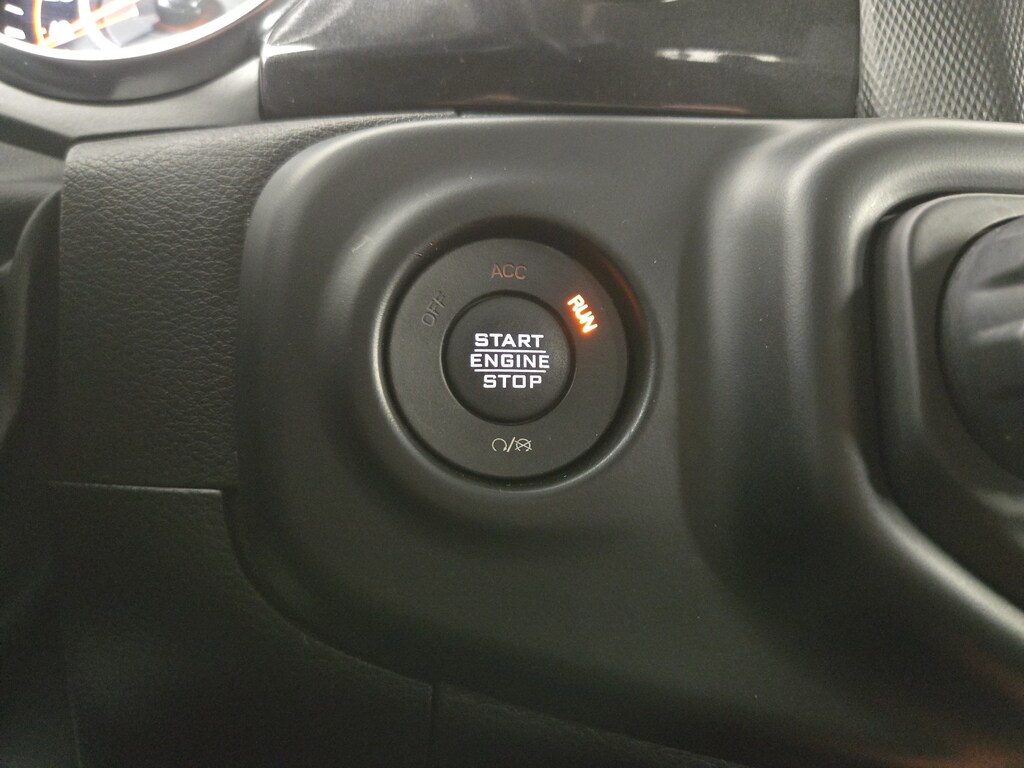 OFF
ACC
RUN
START
ENGINE
STOP